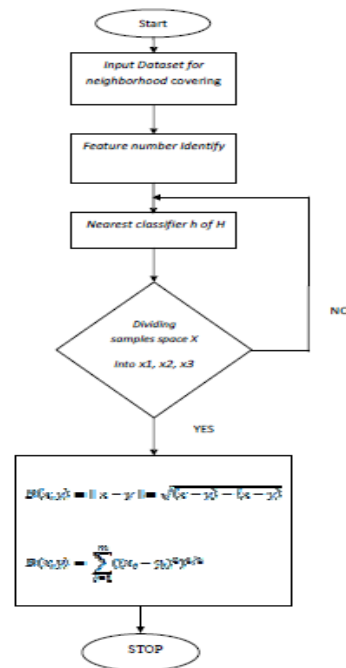 Start
Input Dataset for
neighborhood covering
Feature number Identify
Nearest classifier h of H
Dividing
samples space X
Into x1, x2, x3
NO
YES
STOP